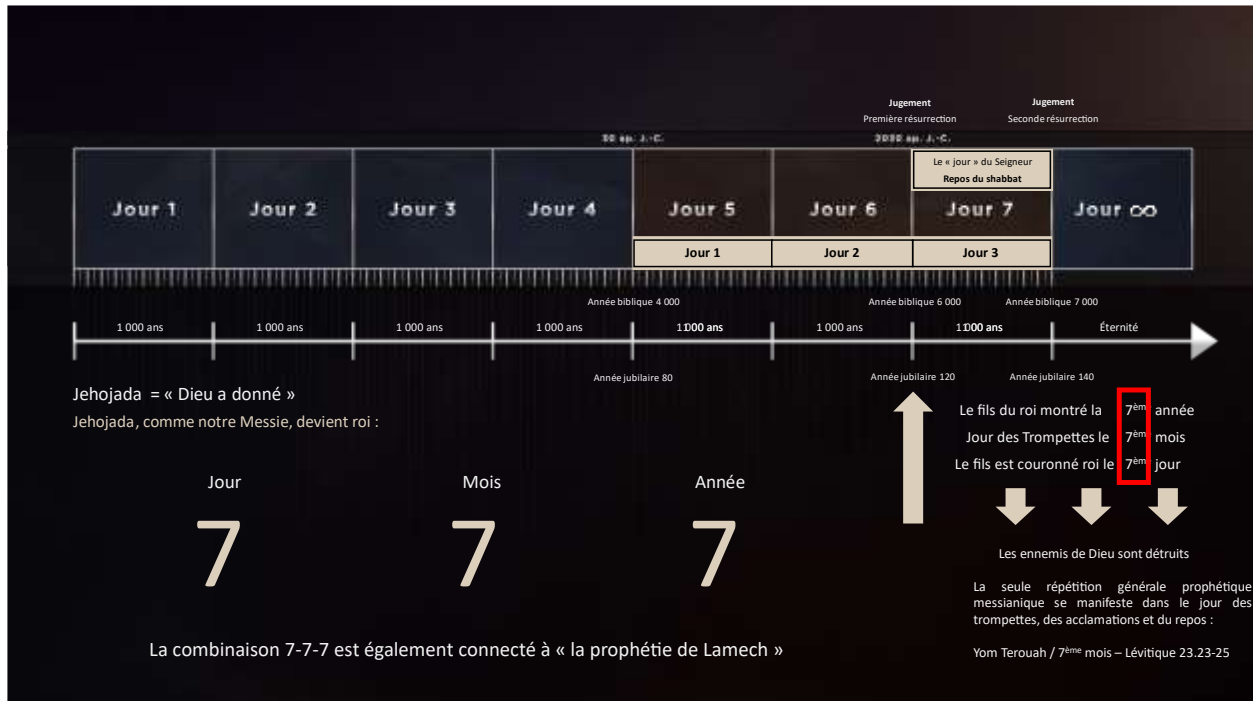 Jugement
Première résurrection
Jugement
Seconde résurrection
30 ap. J.-C.
2030 ap. J.-C.
Le « jour » du Seigneur
Repos du shabbat
Jour 1
Jour 2
Jour 3
Jour 4
Jour 5
Jour 6
Jour 7
Jour ∞
Jour 1
Jour 2
Jour 3
Année biblique 4 000
Année biblique 6 000
Année biblique 7 000
1 000 ans
1 000 ans
1 000 ans
1 000 ans
1 000 ans
1 000 ans
1 000 ans
Éternité
Année jubilaire 80
Année jubilaire 120
Année jubilaire 140
Jehojada = « Dieu a donné »
Jehojada, comme notre Messie, devient roi :
Jour
Mois
Année
7
7
7
La combinaison 7-7-7 est également connecté à « la prophétie de Lamech »
Le fils du roi montré la 7ème année
Jour des Trompettes le 7ème mois
Le fils est couronné roi le 7ème jour
Les ennemis de Dieu sont détruits
La seule répétition générale prophétique
messianique se manifeste dans le jour des
trompettes, des acclamations et du repos :
Yom Terouah / 7ème mois – Lévitique 23.23-25